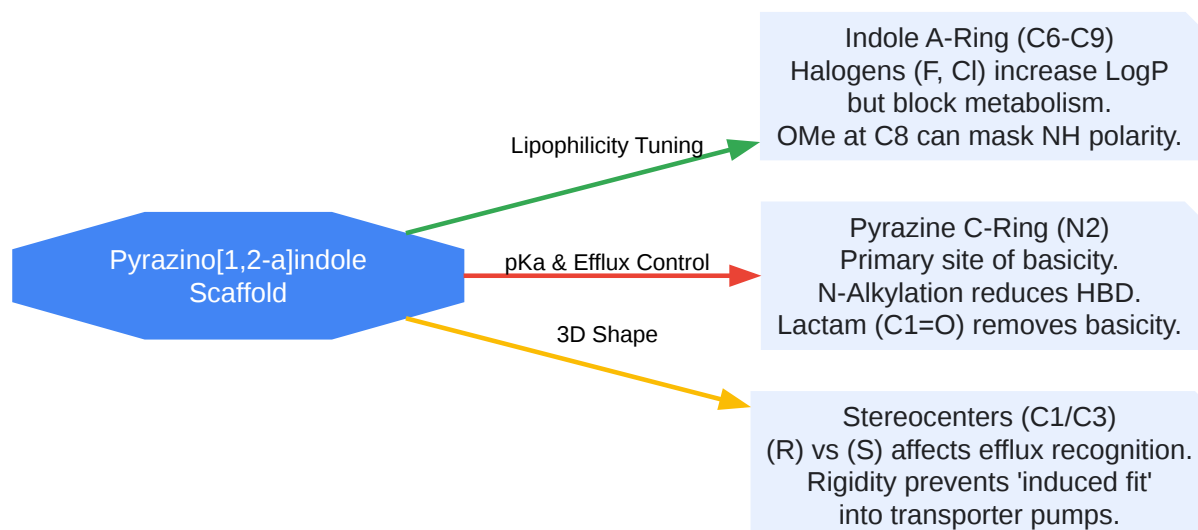 Pyrazino[1,2-a]indole
Scaffold
Lipophilicity Tuning
pKa & Efflux Control
3D Shape
Indole A-Ring (C6-C9)
Halogens (F, Cl) increase LogP
but block metabolism.
OMe at C8 can mask NH polarity.
Pyrazine C-Ring (N2)
Primary site of basicity.
N-Alkylation reduces HBD.
Lactam (C1=O) removes basicity.
Stereocenters (C1/C3)
(R) vs (S) affects efflux recognition.
Rigidity prevents 'induced fit'
into transporter pumps.